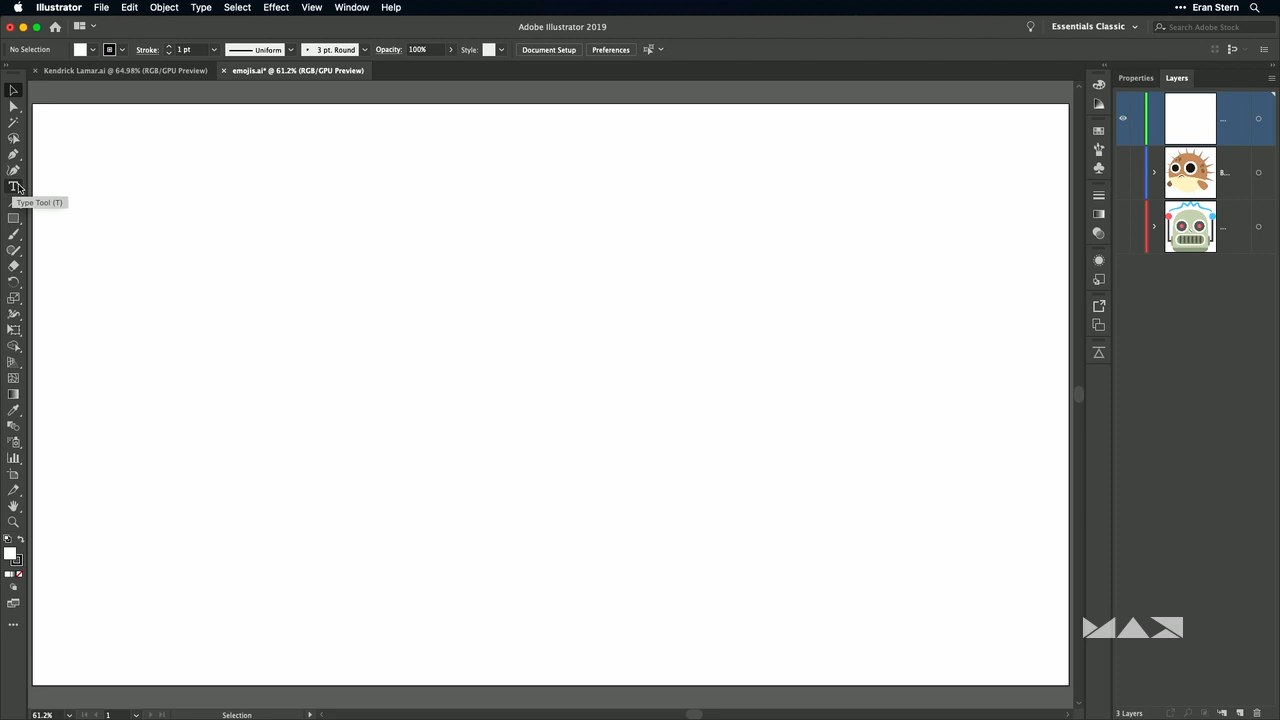 Illustrator File Edit Object Type Select Effect View Window Help
Eran Stern
Adobe Illustrator 2019
Essentials Classic
Search Adobe Stock
No Selection
Stroke: 1 pt
Uniform
3 pt. Round
Opacity: 100%
Style:
Document Setup
Preferences
Kendrick Lamar.ai @ 64.98% (RGB/GPU Preview)
emojis.ai* @ 61.2% (RGB/GPU Preview)
Properties
Layers
...
B...
...
Type Tool (T)
MAX
61.2%
1
Selection
3 Layers